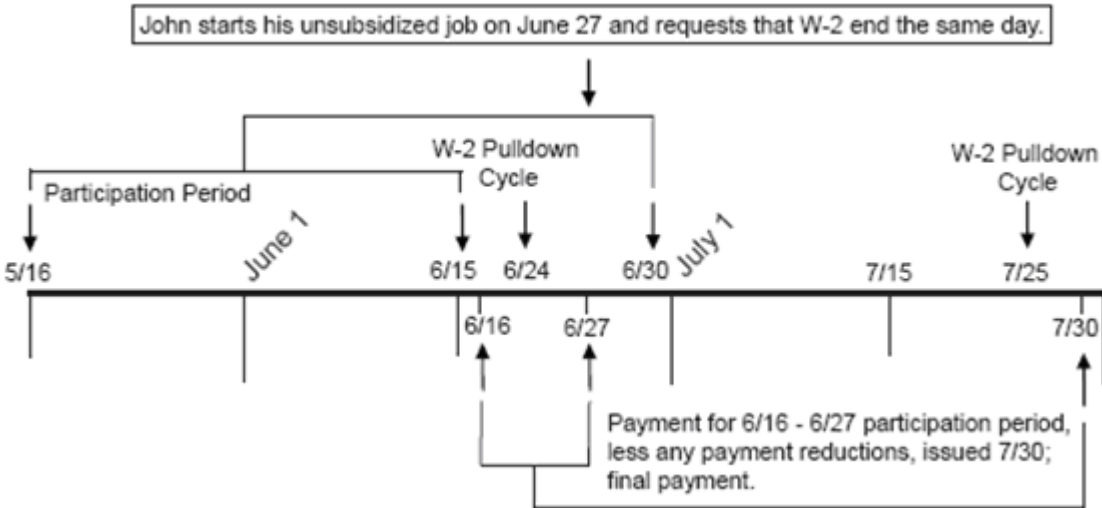 John starts his unsubsidized job on June 27 and requests that W-2 end the same day.
W-2 Pulldown
Cycle
W-2 Pulldown
Cycle
Participation Period
June 1
July 1
5/16
6/15
6/24
6/30
7/15
7/25
6/16
6/27
7/30
Payment for 6/16 - 6/27 participation period,
less any payment reductions, issued 7/30;
final payment.